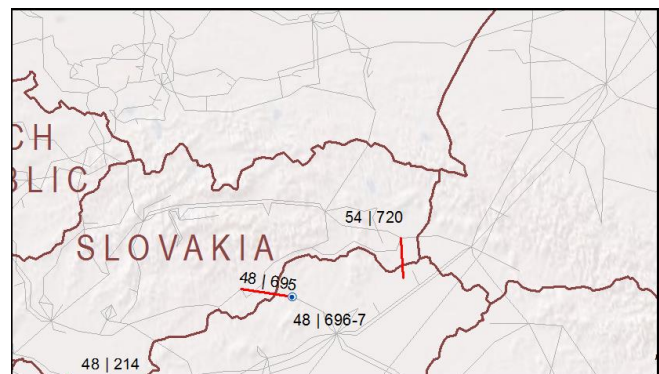 CH
BLIC
54 | 720
SLOVAKIA
48 | 695
48 | 696-7
48 | 214